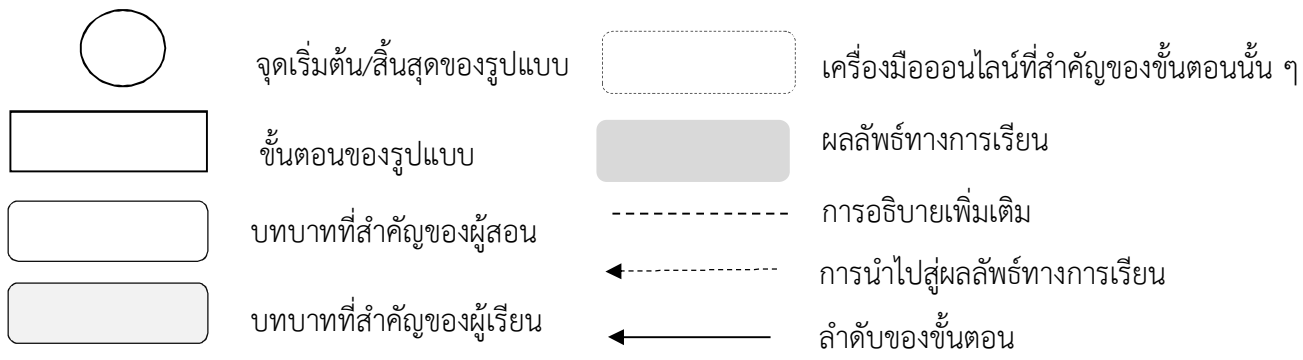 จุดเริ่มต้น/สิ้นสุดของรูปแบบ
ขั้นตอนของรูปแบบ
บทบาทที่สำคัญของผู้สอน
บทบาทที่สำคัญของผู้เรียน
เครื่องมือออนไลน์ที่สำคัญของขั้นตอนนั้น ๆ
ผลลัพธ์ทางการเรียน
การอธิบายเพิ่มเติม
การนำไปสู่ผลลัพธ์ทางการเรียน
ลำดับของขั้นตอน